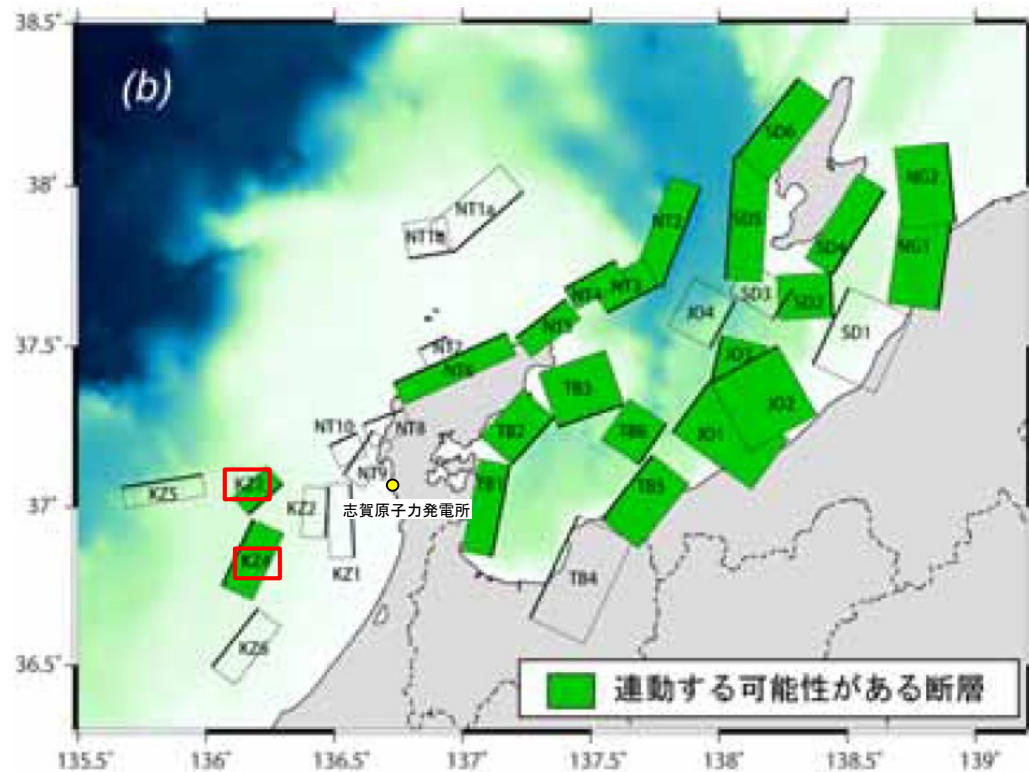 38.5°
(b)
SD6
38°
NG2
NT1a
NT2
SD5
NT1b
SD4
NG1
NT4
NT3
SD3
SD2
JO4
SD1
37.5°
NT5
NT7
NT6
JO3
TB3
JO2
NT10
NT8
TB2
TB6
JO1
NT9
TB1
KZ3
TB5
KZ5
37°
KZ2
志賀原子力発電所
KZ4
KZ1
TB4
KZ6
36.5°
連動する可能性がある断層
135.5°
136°
136.5°
137°
137.5°
138°
138.5°
139°